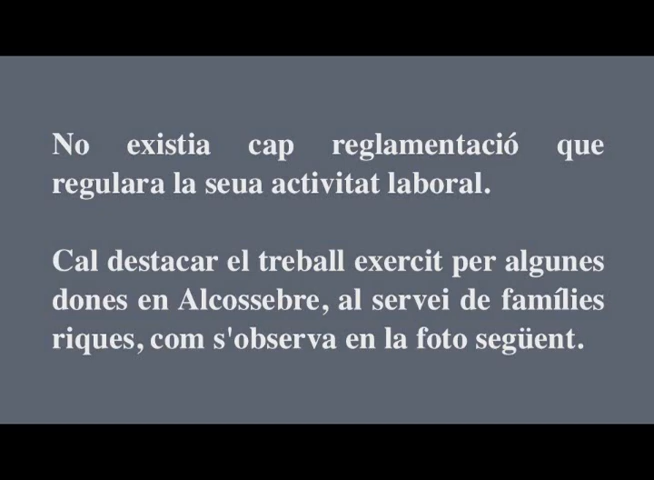 No existia cap reglamentació que
regulara la seua activitat laboral.
Cal destacar el treball exercit per algunes
dones en Alcossebre, al servei de famílies
riques, com s'observa en la foto següent.